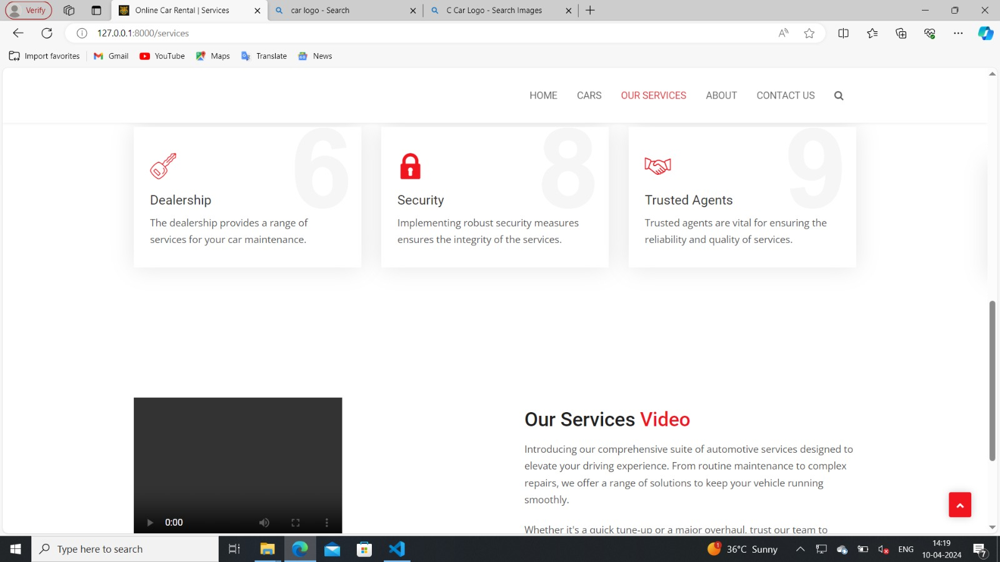 Verify
Online Car Rental | Services
car logo - Search
C Car Logo - Search Images
127.0.0.1:8000/services
Import favorites
Gmail
YouTube
Maps
Translate
News
HOME
CARS
OUR SERVICES
ABOUT
CONTACT US
6
8
9
Dealership
The dealership provides a range of
services for your car maintenance.
Security
Implementing robust security measures
ensures the integrity of the services.
Trusted Agents
Trusted agents are vital for ensuring the
reliability and quality of services.
0:00
Our Services Video
Introducing our comprehensive suite of automotive services designed to
elevate your driving experience. From routine maintenance to complex
repairs, we offer a range of solutions to keep your vehicle running
smoothly.
Whether it's a quick tune-up or a major overhaul, trust our team to
Type here to search
1
36°C Sunny
ENG
14:19
10-04-2024
7